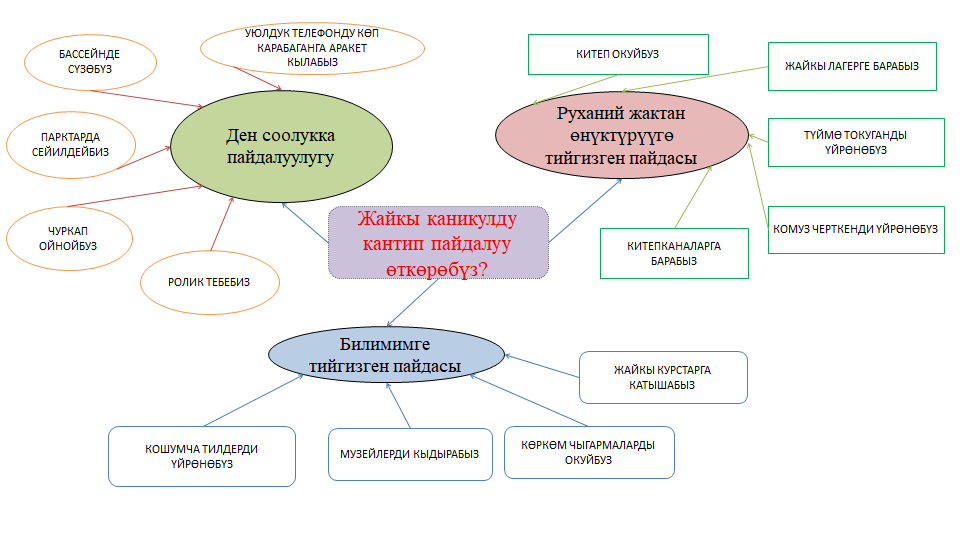 УЮЛДУК ТЕЛЕФОНДУ КӨП
КАРАБАГАНГА АРАКЕТ
КЫЛАБЫЗ
БАССЕЙНДЕ
СҮЗӨБҮЗ
КИТЕП ОКУЙБУЗ
ЖАЙКЫ ЛАГЕРГЕ БАРАБЫЗ
ПАРКТАРДА
СЕЙИЛДЕЙБИЗ
Ден соолукка
пайдалуулугу
Руханий жактан
өнүктүрүүгө
тийгизген пайдасы
ТҮЙМӨ ТОКУГАНДЫ
ҮЙРӨНӨБҮЗ
ЧУРКАП
ОЙНОЙБУЗ
Жайкы каникулду
кантип пайдалуу
өткөрөбүз?
КИТЕПКАНАЛАРГА
БАРАБЫЗ
КОМУЗ ЧЕРТКЕНДИ ҮЙРӨНӨБҮЗ
РОЛИК ТЕБЕБИЗ
Билимимге
тийгизген пайдасы
ЖАЙКЫ КУРСТАРГА
КАТЫШАБЫЗ
КОШУМЧА ТИЛДЕРДИ
ҮЙРӨНӨБҮЗ
МУЗЕЙЛЕРДИ КЫДЫРАБЫЗ
КӨРКӨМ ЧЫГАРМАЛАРДЫ
ОКУЙБУЗ